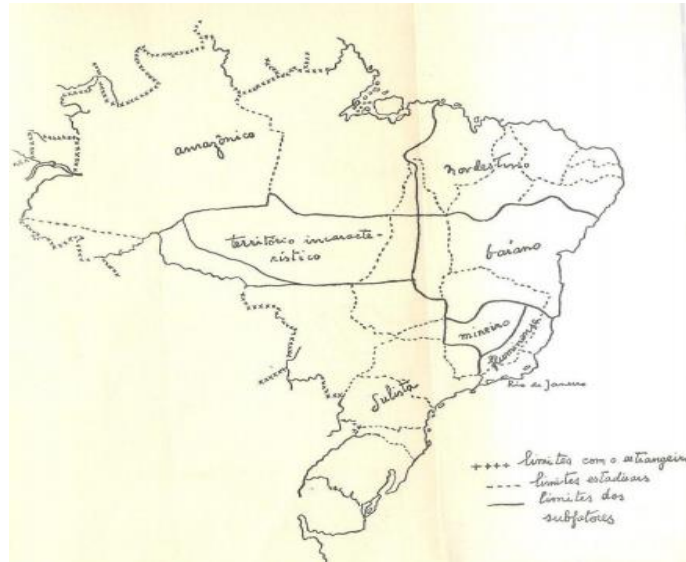 amazônico
nordestino
território incaracte-
rístico
baiano
mineiro
fluminense
Rio de Janeiro
Sulista
++++ limites com o estrangeiro
---- limites estaduais
—— limites dos
subfalares